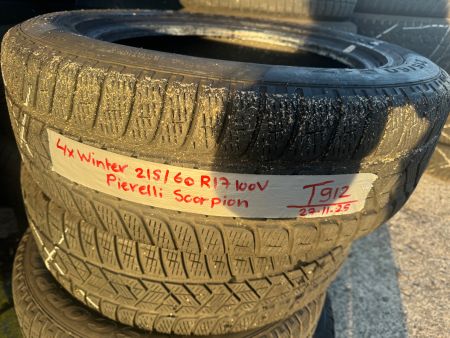 4x Winter 215/60 R17 100V
Pierelli Scorpion
T912
27-11-25